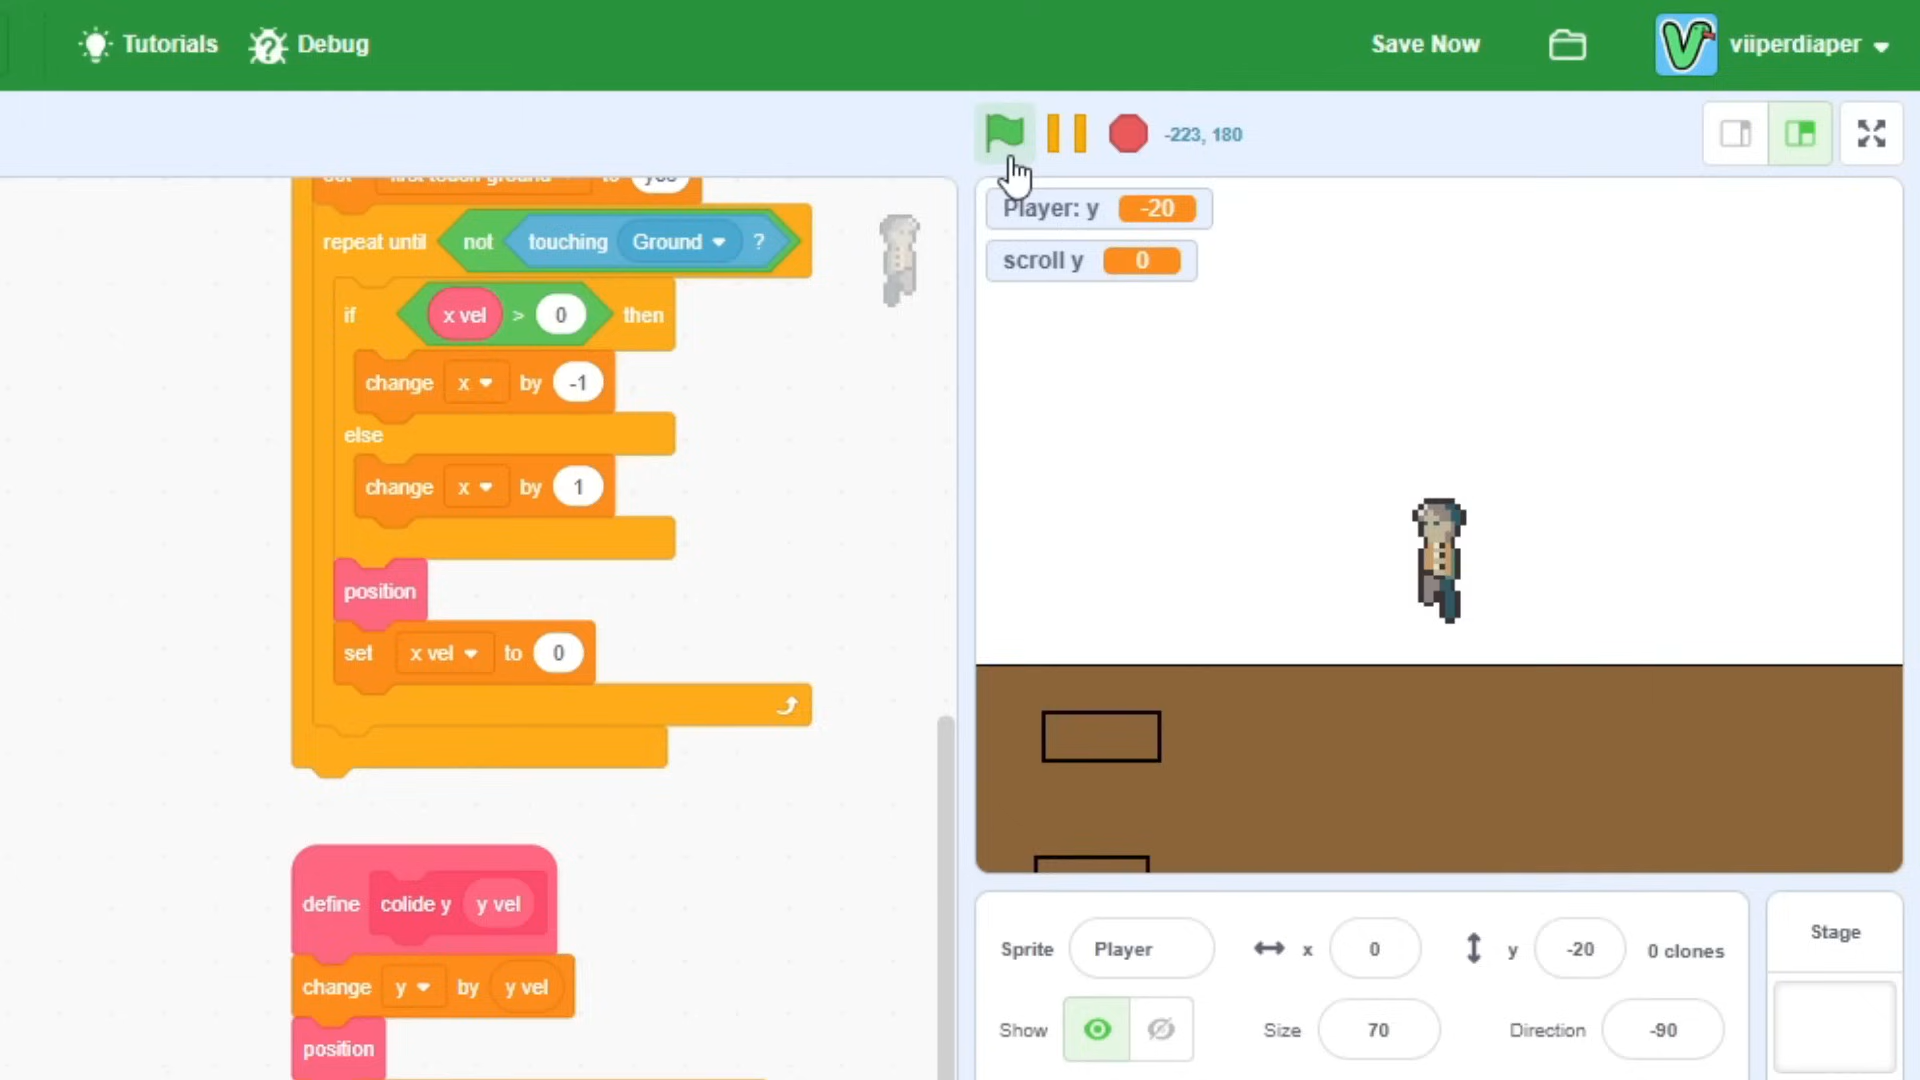 Tutorials Debug Save Now viiperdiaper
-223, 180
Player: y -20
scroll y 0
repeat until not touching Ground ?
if x vel > 0 then
change x by -1
else
change x by 1
position
set x vel to 0
define colide y y vel
change y by y vel
position
Sprite Player x 0 y -20 0 clones
Show Size 70 Direction -90
Stage